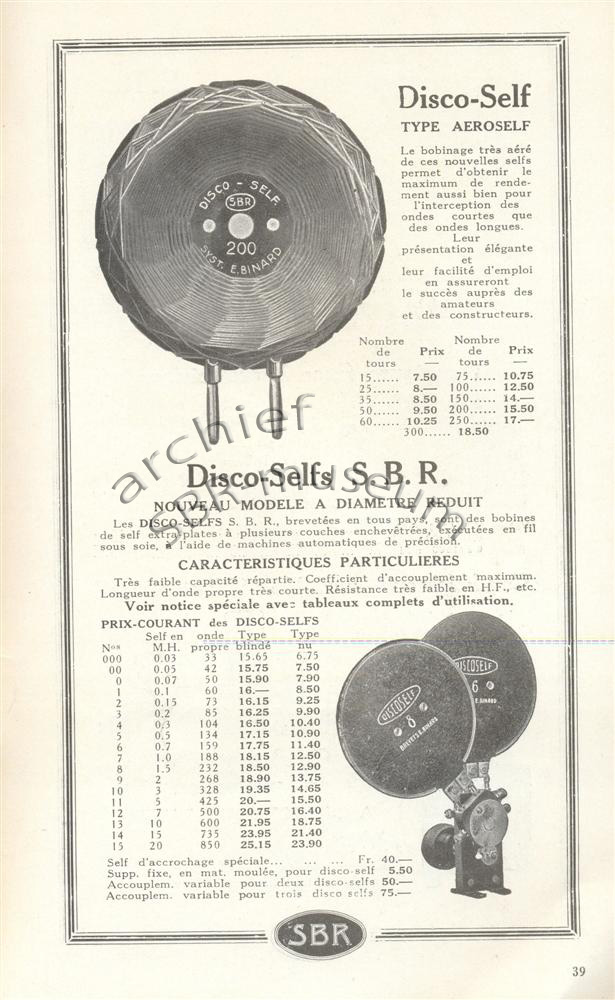 Disco-Self
TYPE AEROSELF
Le bobinage très aéré
de ces nouvelles selfs
permet d'obtenir le
maximum de rende-
ment aussi bien pour
l'interception des
ondes courtes que
des ondes longues.
Leur
présentation élégante
et
leur facilité d'emploi
en assureront
le succès auprès des
amateurs
et des constructeurs.
DISCO - SELF
SBR
200
SYST. E. BINARD
Nombre de tours Prix Nombre de tours Prix
15...... 7.50 75...... 10.75
25...... 8.— 100...... 12.50
35...... 8.50 150...... 14.—
50...... 9.50 200...... 15.50
60...... 10.25 250...... 17.—
300...... 18.50
archief
SBR-museum
Disco-Selfs S.B.R.
NOUVEAU MODELE A DIAMETRE REDUIT
Les DISCO-SELFS S. B. R., brevetées en tous pays, sont des bobines
de self extra-plates à plusieurs couches enchevêtrées, exécutées en fil
sous soie, à l'aide de machines automatiques de précision.
CARACTERISTIQUES PARTICULIERES
Très faible capacité répartie. Coefficient d'accouplement maximum.
Longueur d'onde propre très courte. Résistance très faible en H.F., etc.
Voir notice spéciale avec tableaux complets d'utilisation.
PRIX-COURANT des DISCO-SELFS
Self en onde Type Type
Nos M.H. propre blindé nu
000 0.03 33 15.65 6.75
00 0.05 42 15.75 7.50
0 0.07 50 15.90 7.90
1 0.1 60 16.— 8.50
2 0.15 73 16.15 9.25
3 0.2 85 16.25 9.90
4 0.3 104 16.50 10.40
5 0.5 134 17.15 10.90
6 0.7 159 17.75 11.40
7 1.0 188 18.15 12.50
8 1.5 232 18.50 12.90
9 2 268 18.90 13.75
10 3 328 19.35 14.65
11 5 425 20.— 15.50
12 7 500 20.75 16.40
13 10 600 21.95 18.75
14 15 735 23.95 21.40
15 20 850 25.15 23.90
DISCOSELF
6
E.BINARD
DISCOSELF
8
BREVETS E.BINARD
Self d'accrochage spéciale... ... ... Fr. 40.—
Supp. fixe, en mat. moulée, pour disco-self 5.50
Accouplem. variable pour deux disco-selfs 50.—
Accouplem. variable pour trois disco selfs 75.—
SBR
39